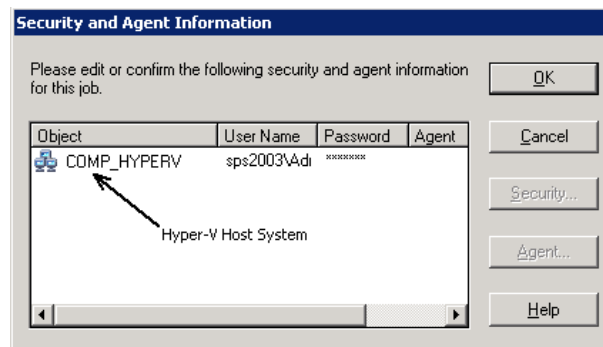 Security and Agent Information
Please edit or confirm the following security and agent information
for this job.
OK
Object User Name Password Agent
Cancel
COMP_HYPERV sps2003\Adı ×××××××
Security...
Hyper-V Host System
Agent...
Help